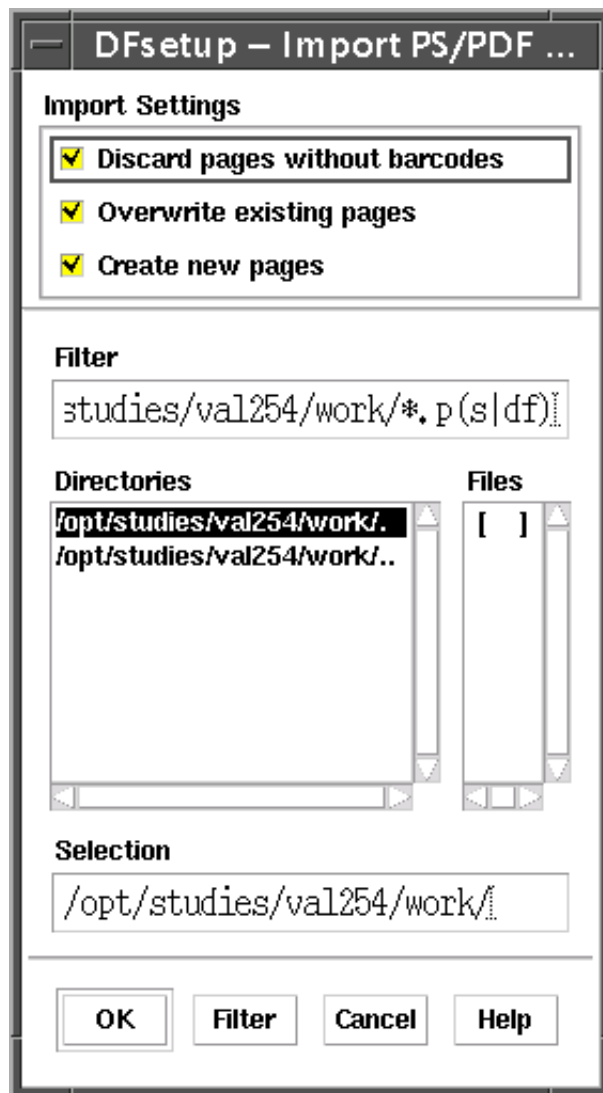 DFsetup – Import PS/PDF ...
Import Settings
Discard pages without barcodes
Overwrite existing pages
Create new pages
Filter
studies/val254/work/*.p(s|df)
Directories Files
/opt/studies/val254/work/. [ ]
/opt/studies/val254/work/..
Selection
/opt/studies/val254/work/
OK Filter Cancel Help